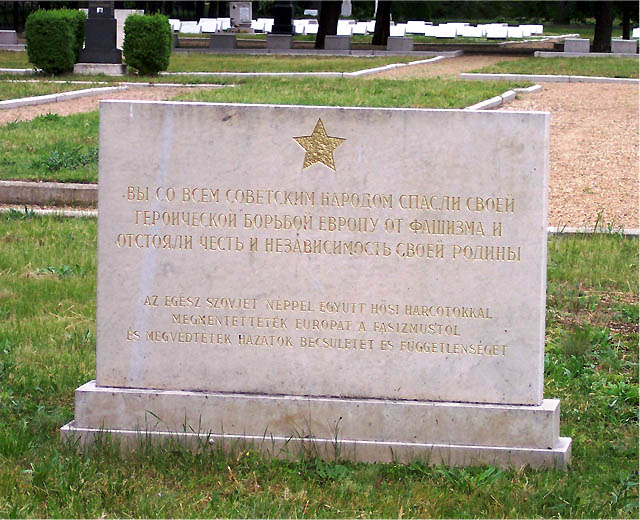 ВЫ СО ВСЕМ СОВЕТСКИМ НАРОДОМ СПАСЛИ СВОЕЙ
ГЕРОИЧЕСКОЙ БОРЬБОЙ ЕВРОПУ ОТ ФАШИЗМА И
ОТСТОЯЛИ ЧЕСТЬ И НЕЗАВИСИМОСТЬ СВОЕЙ РОДИНЫ
AZ EGÉSZ SZOVJET NÉPPEL EGYÜTT HŐSI HARCOTOKKAL
MEGMENTETTÉTEK EURÓPÁT A FASIZMUSTÓL
ÉS MEGVÉDTÉTEK HAZÁTOK BECSÜLETÉT ÉS FÜGGETLENSÉGÉT